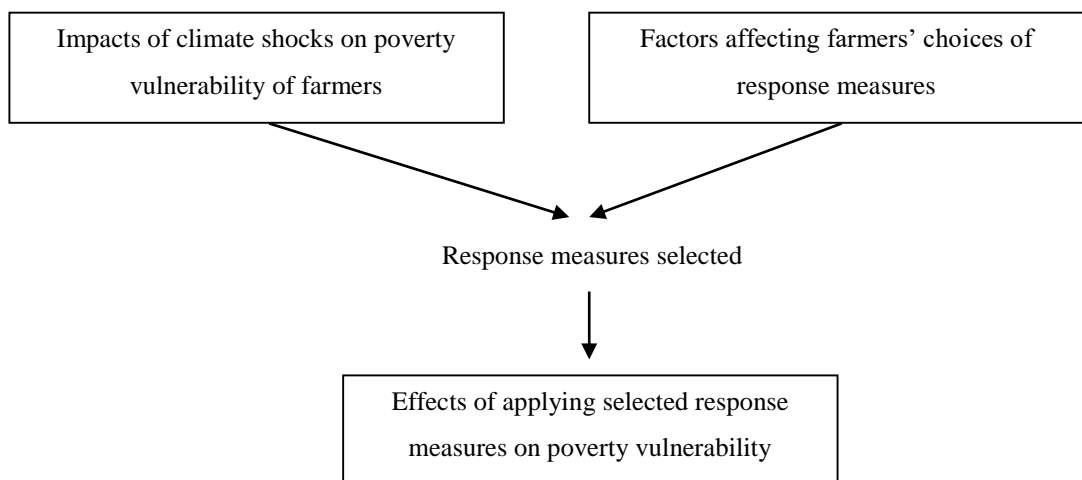 Impacts of climate shocks on poverty
vulnerability of farmers
Factors affecting farmers’ choices of
response measures
Response measures selected
Effects of applying selected response
measures on poverty vulnerability